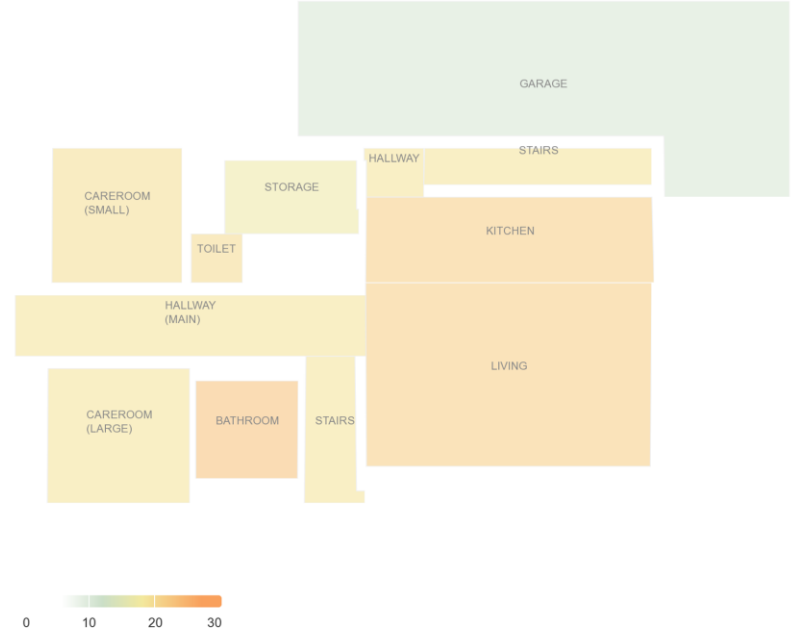 GARAGE
STAIRS
HALLWAY
STORAGE
CAREROOM
(SMALL)
KITCHEN
TOILET
HALLWAY
(MAIN)
LIVING
CAREROOM
(LARGE)
BATHROOM
STAIRS
0 10 20 30